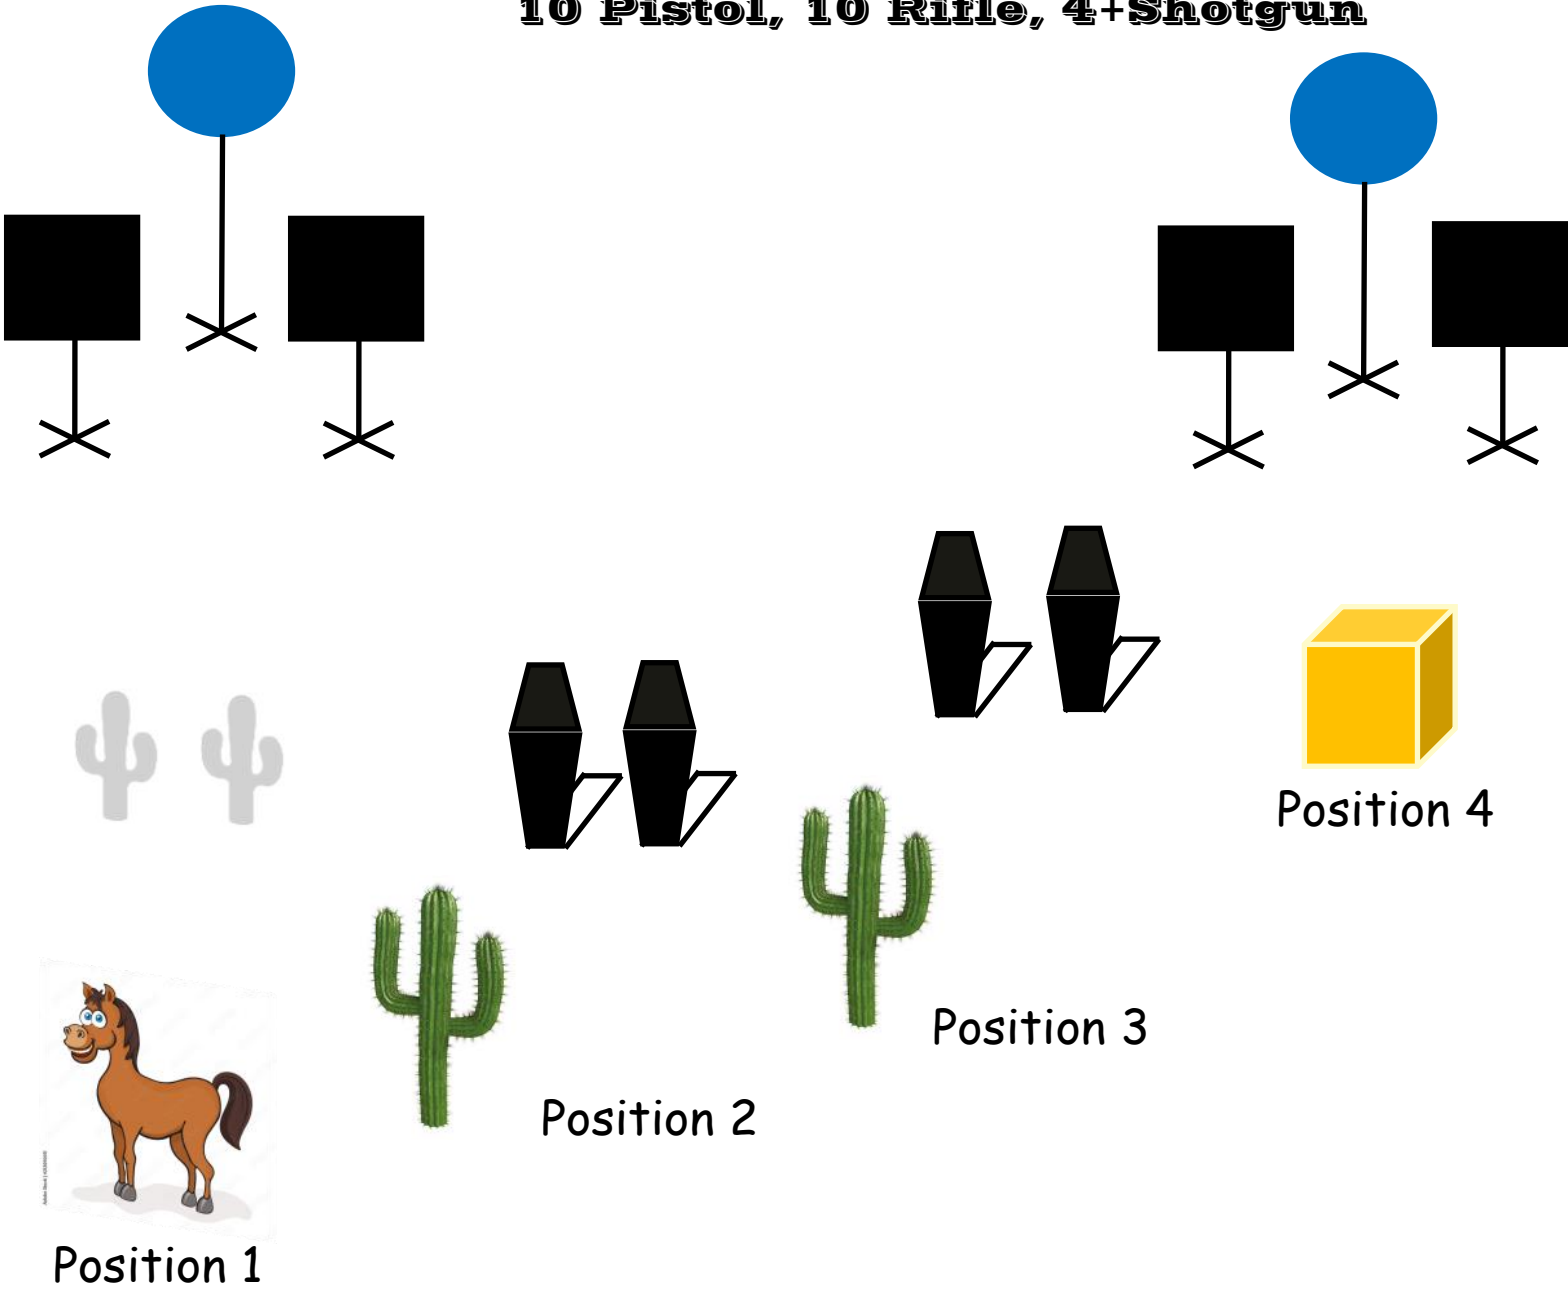 10 Pistol, 10 Rifle, 4+Shotgun
Position 4
Position 3
Position 2
Position 1